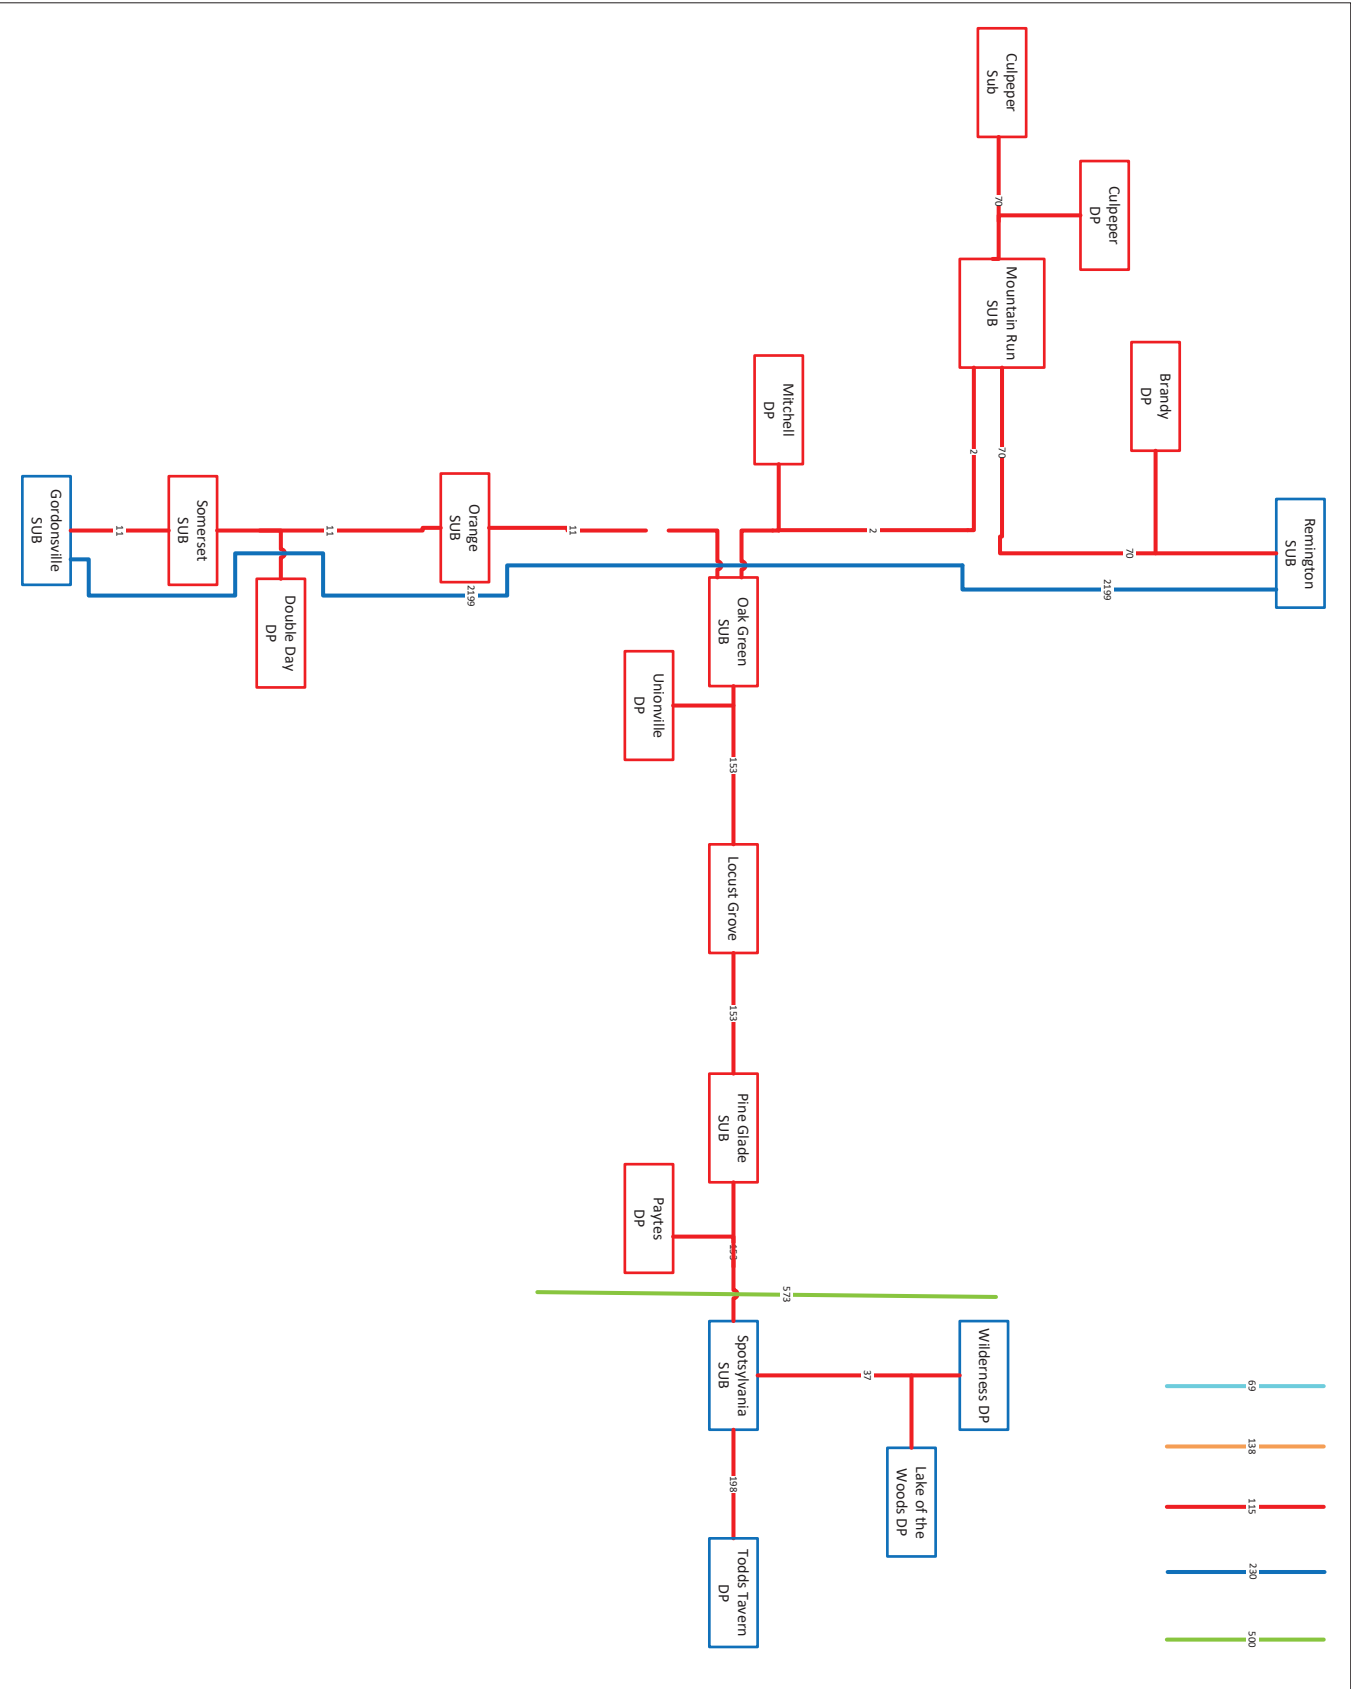 Remington
SUB
69
138
115
230
500
Brandy
DP
70
Culpeper
DP
2199
Culpeper
Sub
70
Mountain Run
SUB
70
2
Wilderness DP
Lake of the
Woods DP
2
37
Mitchell
DP
573
Oak Green
SUB
153
Locust Grove
153
Pine Glade
SUB
153
Spotsylvania
SUB
198
Todds Tavern
DP
Unionville
DP
Paytes
DP
11
Orange
SUB
2199
11
Double Day
DP
Somerset
SUB
11
Gordonsville
SUB